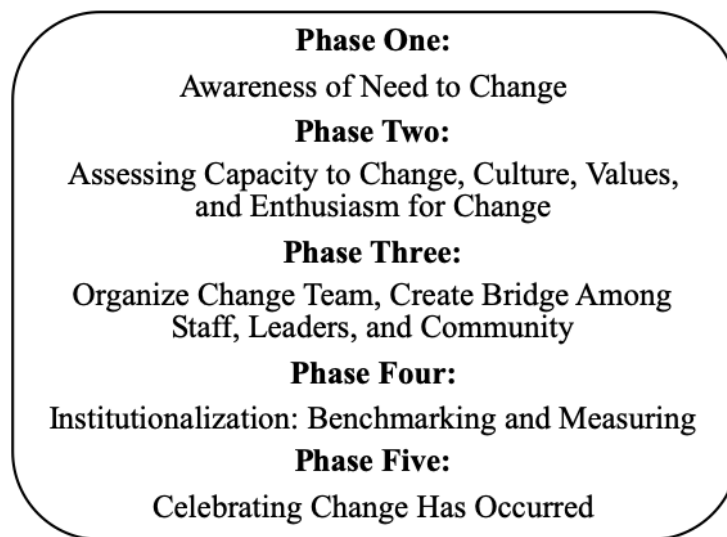 Phase One:
Awareness of Need to Change
Phase Two:
Assessing Capacity to Change, Culture, Values,
and Enthusiasm for Change
Phase Three:
Organize Change Team, Create Bridge Among
Staff, Leaders, and Community
Phase Four:
Institutionalization: Benchmarking and Measuring
Phase Five:
Celebrating Change Has Occurred